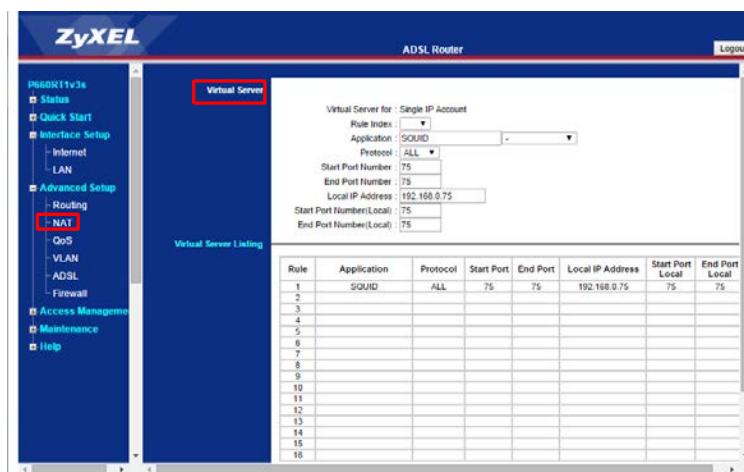 ZyXEL
ADSL Router
Logou
P660RT1v3s
Status
Quick Start
Interface Setup
Internet
LAN
Advanced Setup
Routing
NAT
QoS
VLAN
ADSL
Firewall
Access Manageme
Maintenance
Help
Virtual Server
Virtual Server for : Single IP Account
Rule Index :
Application : SQUID -
Protocol : ALL
Start Port Number : 75
End Port Number : 75
Local IP Address : 192.168.0.75
Start Port Number(Local) : 75
End Port Number(Local) : 75
Virtual Server Listing
Rule Application Protocol Start Port End Port Local IP Address Start Port Local End Port Local
1 SQUID ALL 75 75 192.168.0.75 75 75
2
3
4
5
6
7
8
9
10
11
12
13
14
15
16